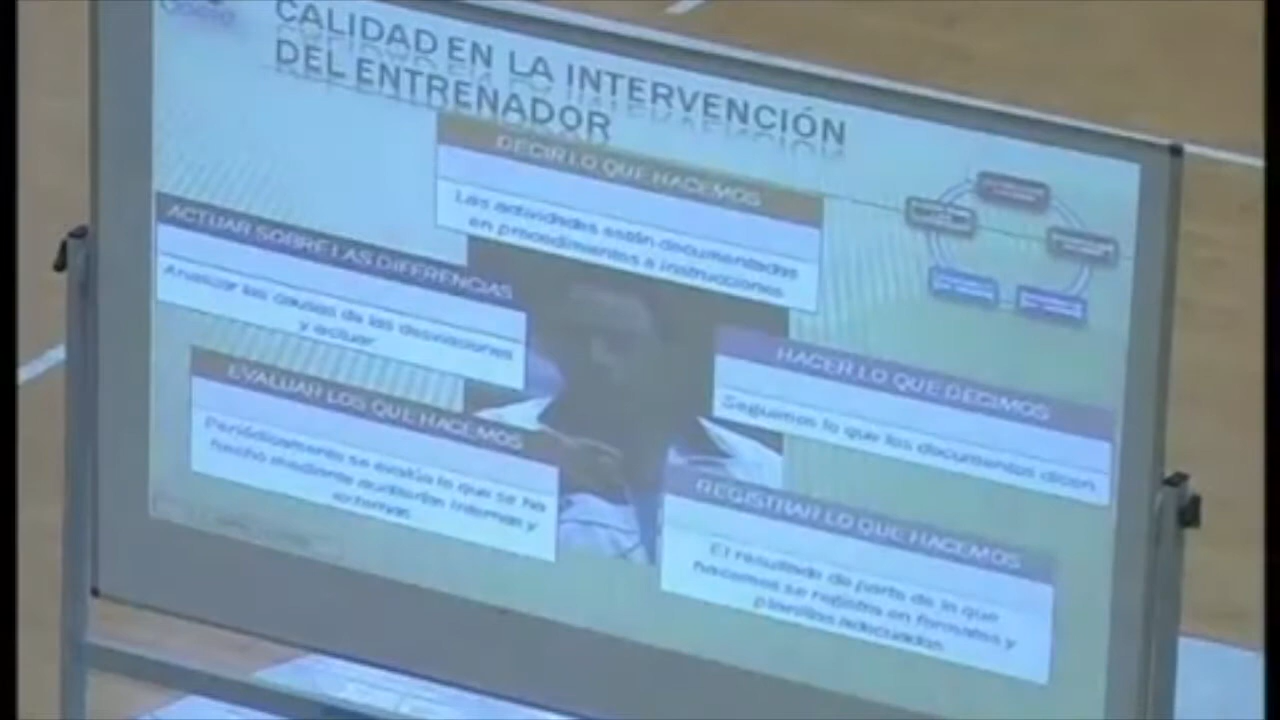 CALIDAD EN LA INTERVENCIÓN
DEL ENTRENADOR
DECIR LO QUE HACEMOS
Las actividades están documentadas
en procedimientos e instrucciones
ACTUAR SOBRE LAS DIFERENCIAS
Analizar las causas de las desviaciones
y actuar
HACER LO QUE DECIMOS
Seguimos lo que los documentos dicen
EVALUAR LOS QUE HACEMOS
Periódicamente se evalúa lo que se ha
hecho mediante auditorías internas y
externas
REGISTRAR LO QUE HACEMOS
El resultado de parte de lo que
hacemos se registra en formatos y
plantillas adecuadas